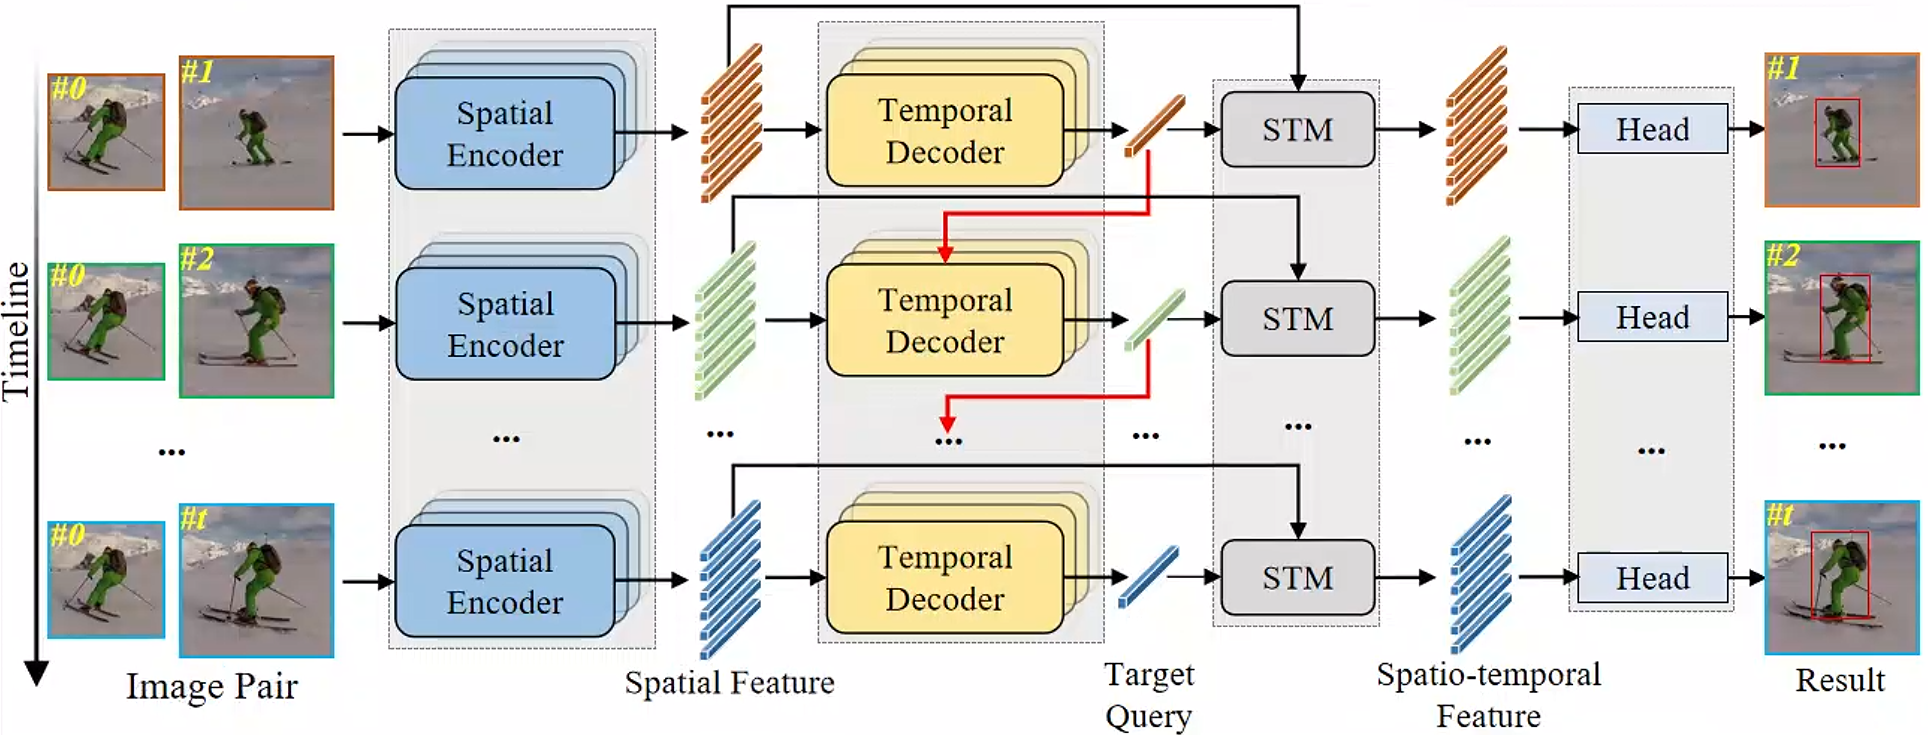 #0
#1
Spatial
Encoder
Temporal
Decoder
STM
Head
#1
#0
#2
Spatial
Encoder
Temporal
Decoder
STM
Head
#2
Timeline
...
...
...
...
...
...
...
...
...
#0
#t
Spatial
Encoder
Temporal
Decoder
STM
Head
#t
Image Pair
Spatial Feature
Target
Query
Spatio-temporal
Feature
Result